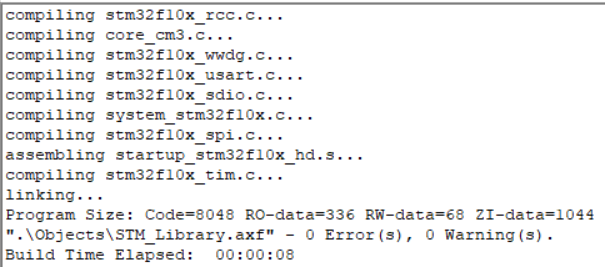 compiling stm32f10x_rcc.c...
compiling core_cm3.c...
compiling stm32f10x_wwdg.c...
compiling stm32f10x_usart.c...
compiling stm32f10x_sdio.c...
compiling system_stm32f10x.c...
compiling stm32f10x_spi.c...
assembling startup_stm32f10x_hd.s...
compiling stm32f10x_tim.c...
linking...
Program Size: Code=8048 RO-data=336 RW-data=68 ZI-data=1044
".\Objects\STM_Library.axf" - 0 Error(s), 0 Warning(s).
Build Time Elapsed:  00:00:08